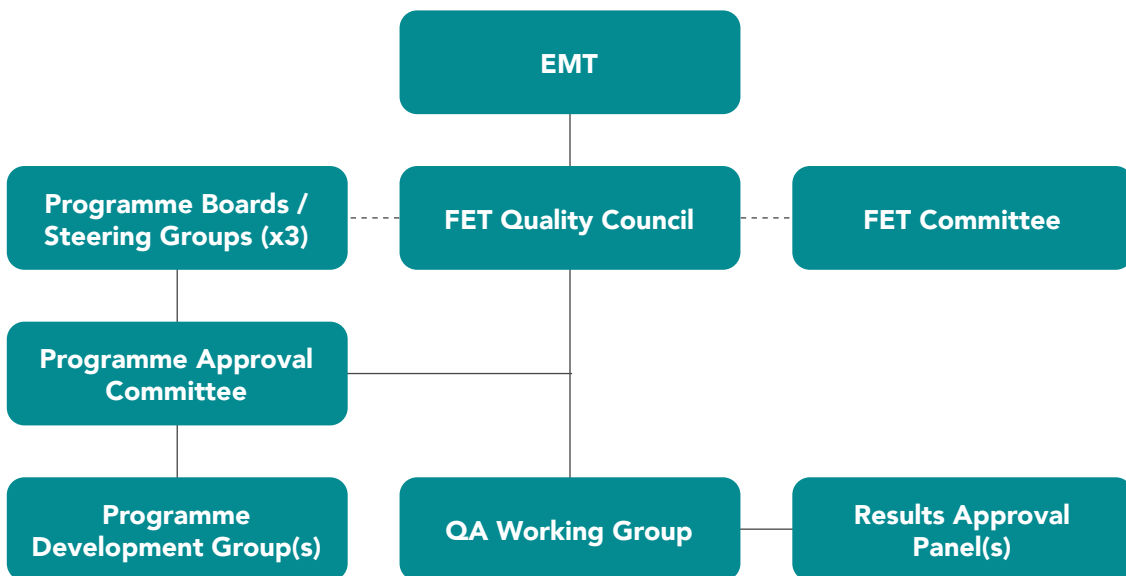 EMT
Programme Boards /
Steering Groups (x3)
FET Quality Council
FET Committee
Programme Approval
Committee
Programme
Development Group(s)
QA Working Group
Results Approval
Panel(s)